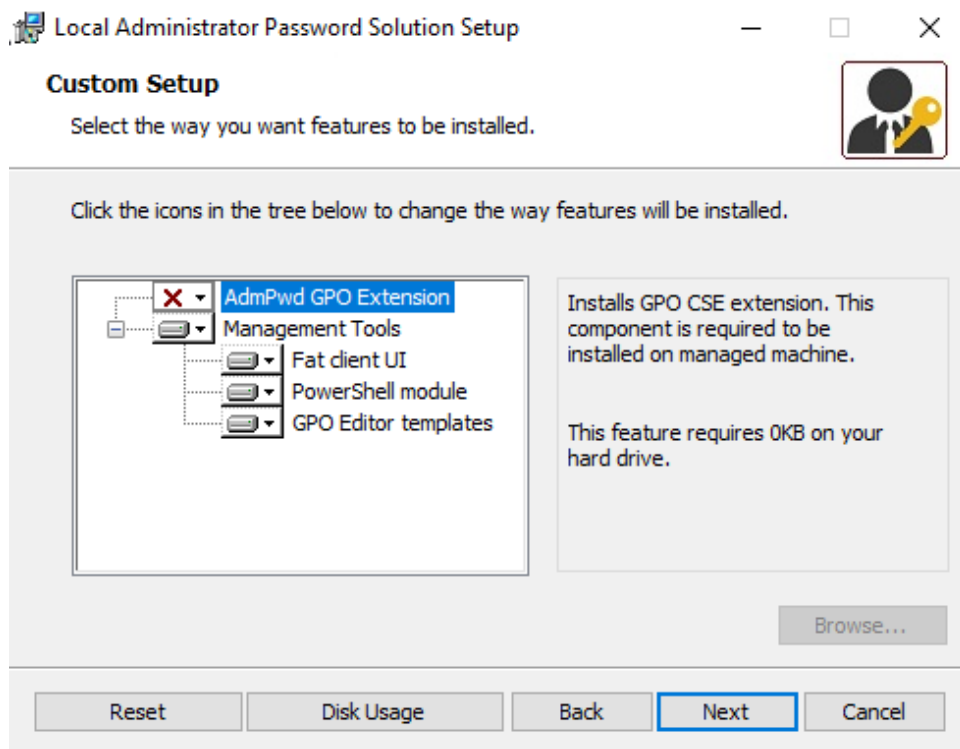 Local Administrator Password Solution Setup
Custom Setup
Select the way you want features to be installed.
Click the icons in the tree below to change the way features will be installed.
AdmPwd GPO Extension
Management Tools
Fat client UI
PowerShell module
GPO Editor templates
Installs GPO CSE extension. This
component is required to be
installed on managed machine.
This feature requires 0KB on your
hard drive.
Browse...
Reset
Disk Usage
Back
Next
Cancel